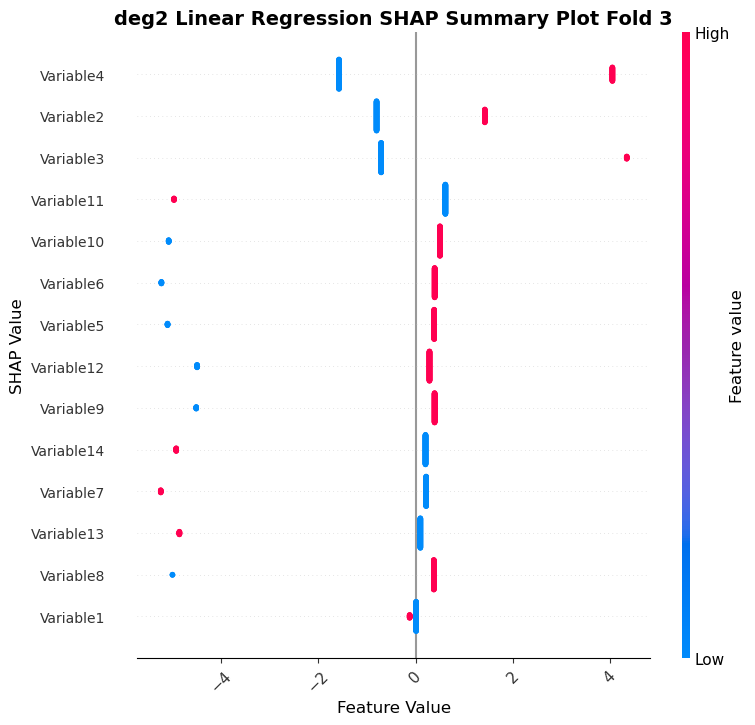 deg2 Linear Regression SHAP Summary Plot Fold 3
High
Variable4
Variable2
Variable3
Variable11
Variable10
Variable6
Variable5
Variable12
Variable9
Variable14
Variable7
Variable13
Variable8
Variable1
SHAP Value
Feature value
Low
−4
−2
0
2
4
Feature Value